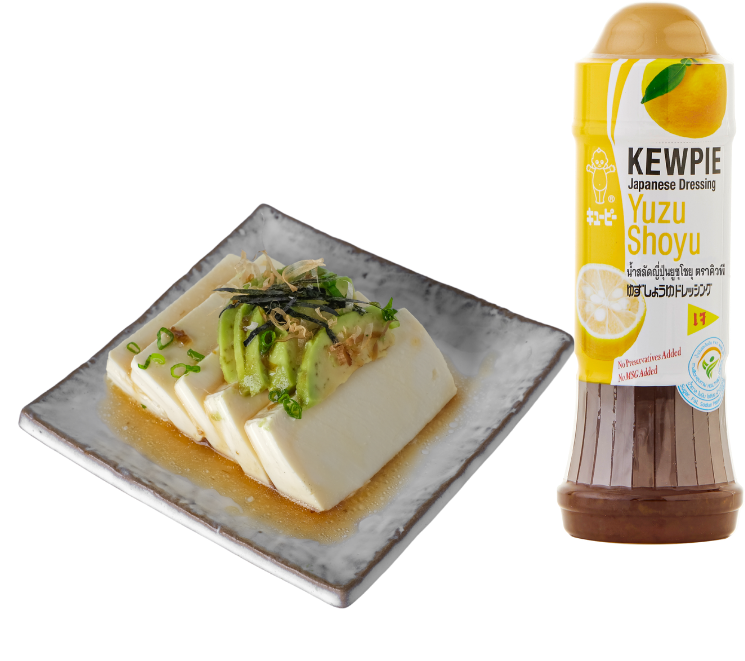 KEWPIE
Japanese Dressing
®
キユーピー
Yuzu
Shoyu
น้ำสลัดญี่ปุ่นยูซุโชยุ ตราคิวพี
ゆずしょうゆドレッシング
เจ
No Preservatives Added
No MSG Added